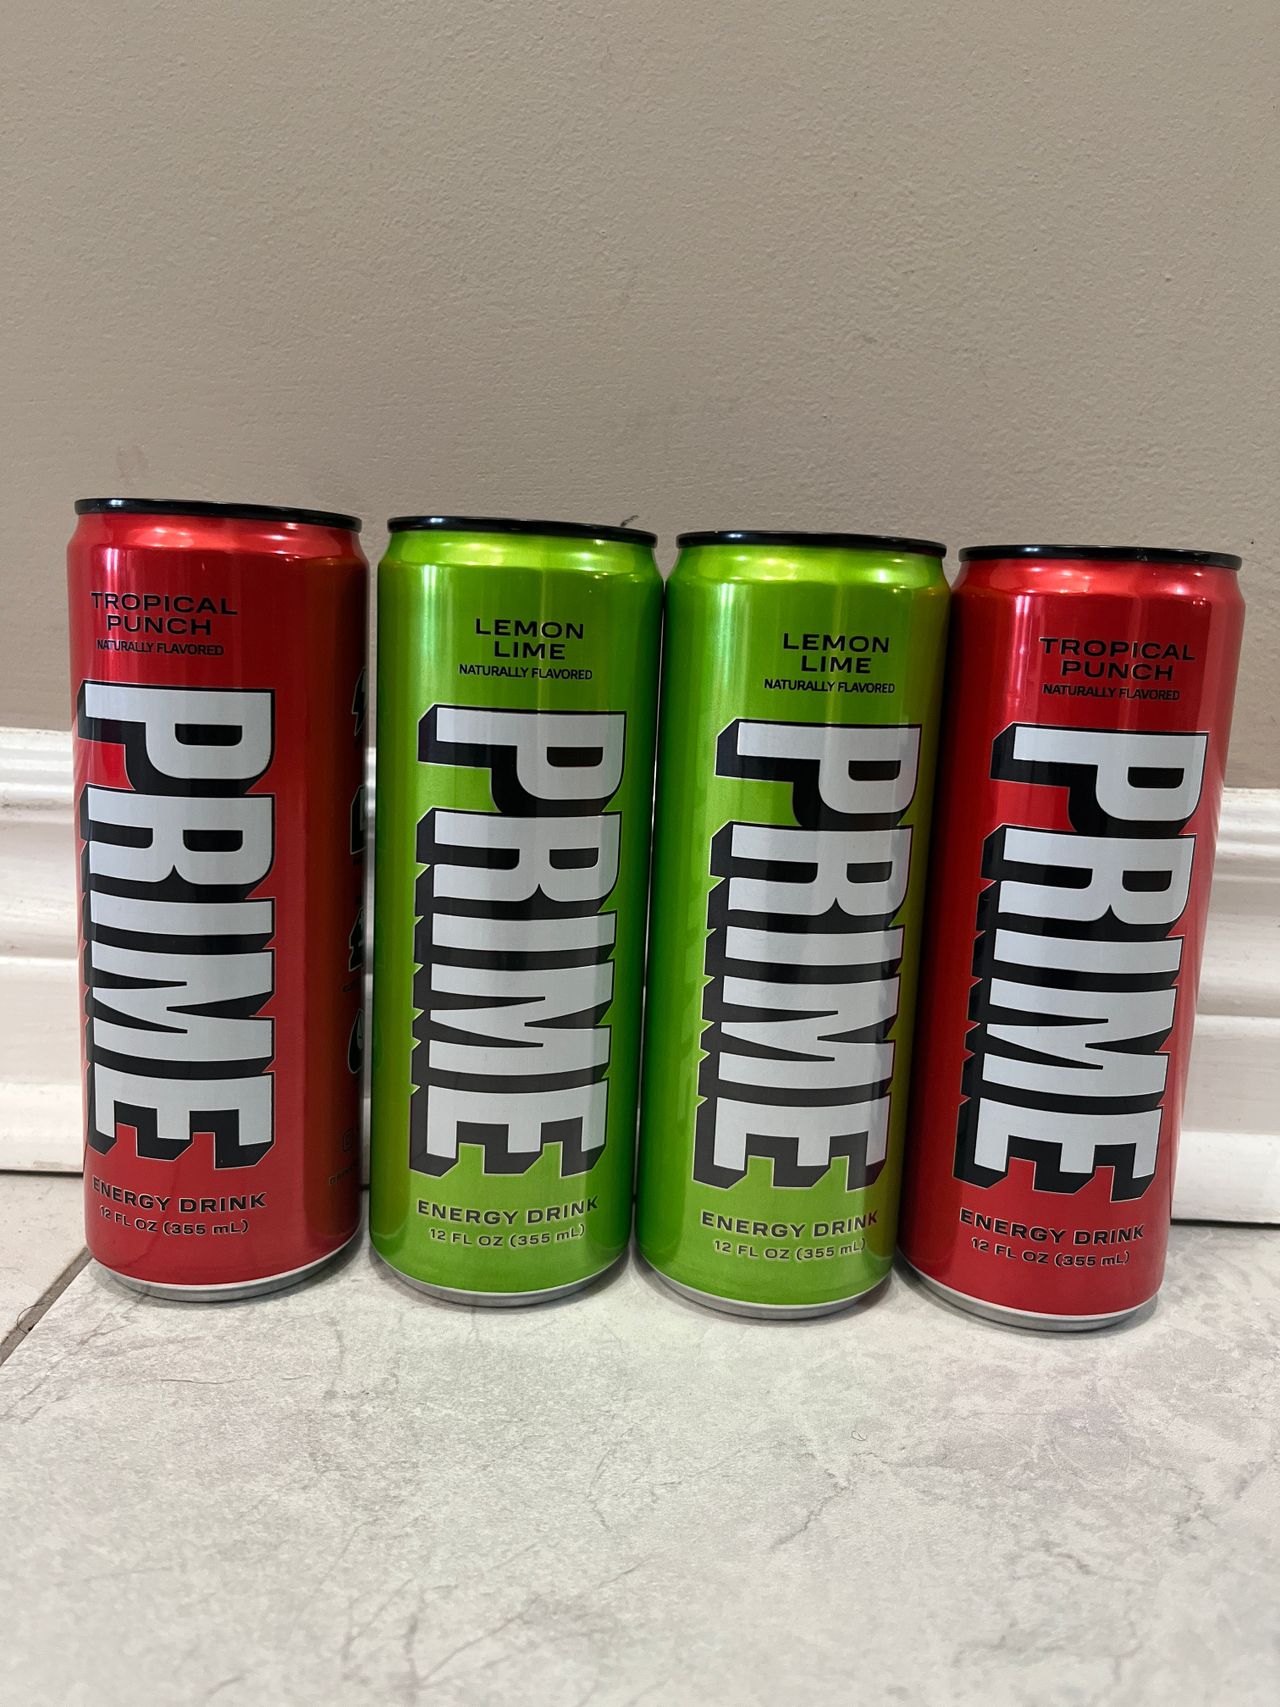 TROPICAL
PUNCH
NATURALLY FLAVORED
PRIME
ENERGY DRINK
12 FL OZ (355 mL)
LEMON
LIME
NATURALLY FLAVORED
PRIME
ENERGY DRINK
12 FL OZ (355 mL)
LEMON
LIME
NATURALLY FLAVORED
PRIME
ENERGY DRINK
12 FL OZ (355 mL)
TROPICAL
PUNCH
NATURALLY FLAVORED
PRIME
ENERGY DRINK
12 FL OZ (355 mL)